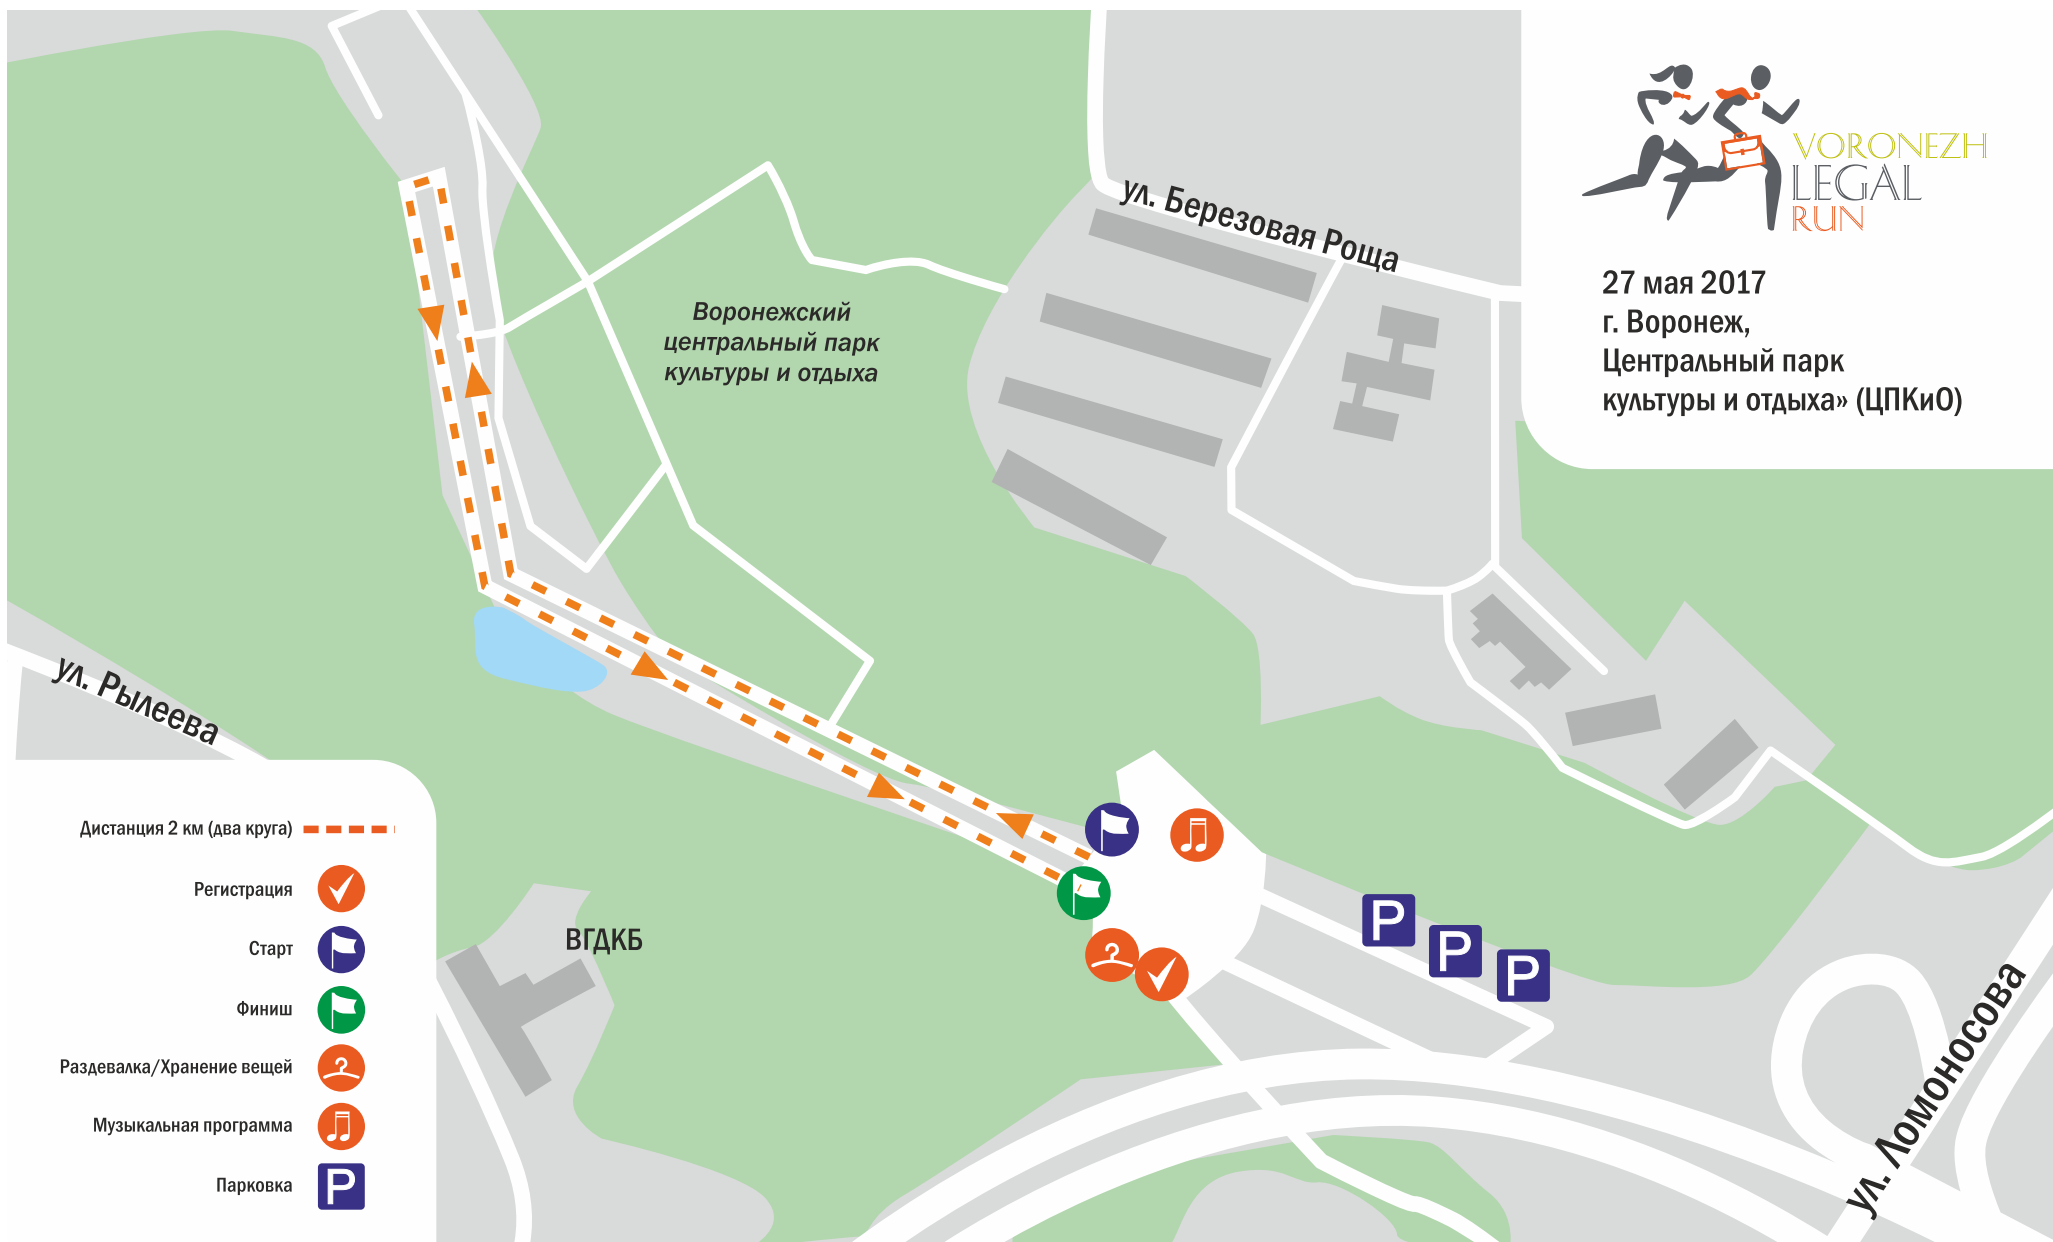 VORONEZH
LEGAL
RUN
27 мая 2017
г. Воронеж,
Центральный парк
культуры и отдыха» (ЦПКиО)
ул. Березовая Роща
Воронежский
центральный парк
культуры и отдыха
ул. Рылеева
ВГДКБ
ул. Ломоносова
P
P
P
Дистанция 2 км (два круга)
Регистрация
Старт
Финиш
Раздевалка/Хранение вещей
Музыкальная программа
Парковка P